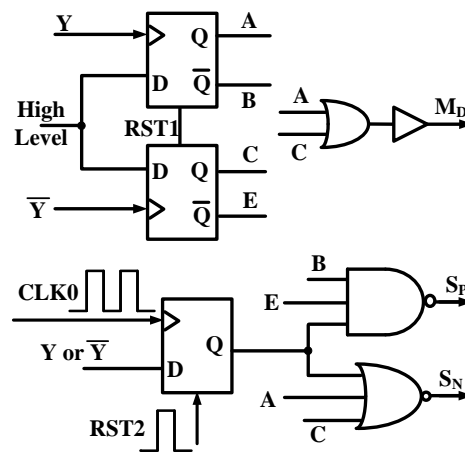 Y
Q
A
D
Q̅
B
High
Level
RST1
A
C
M_D
D
Q
C
Y̅
Q̅
E
CLK0
Y or Y̅
D
Q
RST2
B
E
S_P
A
C
S_N